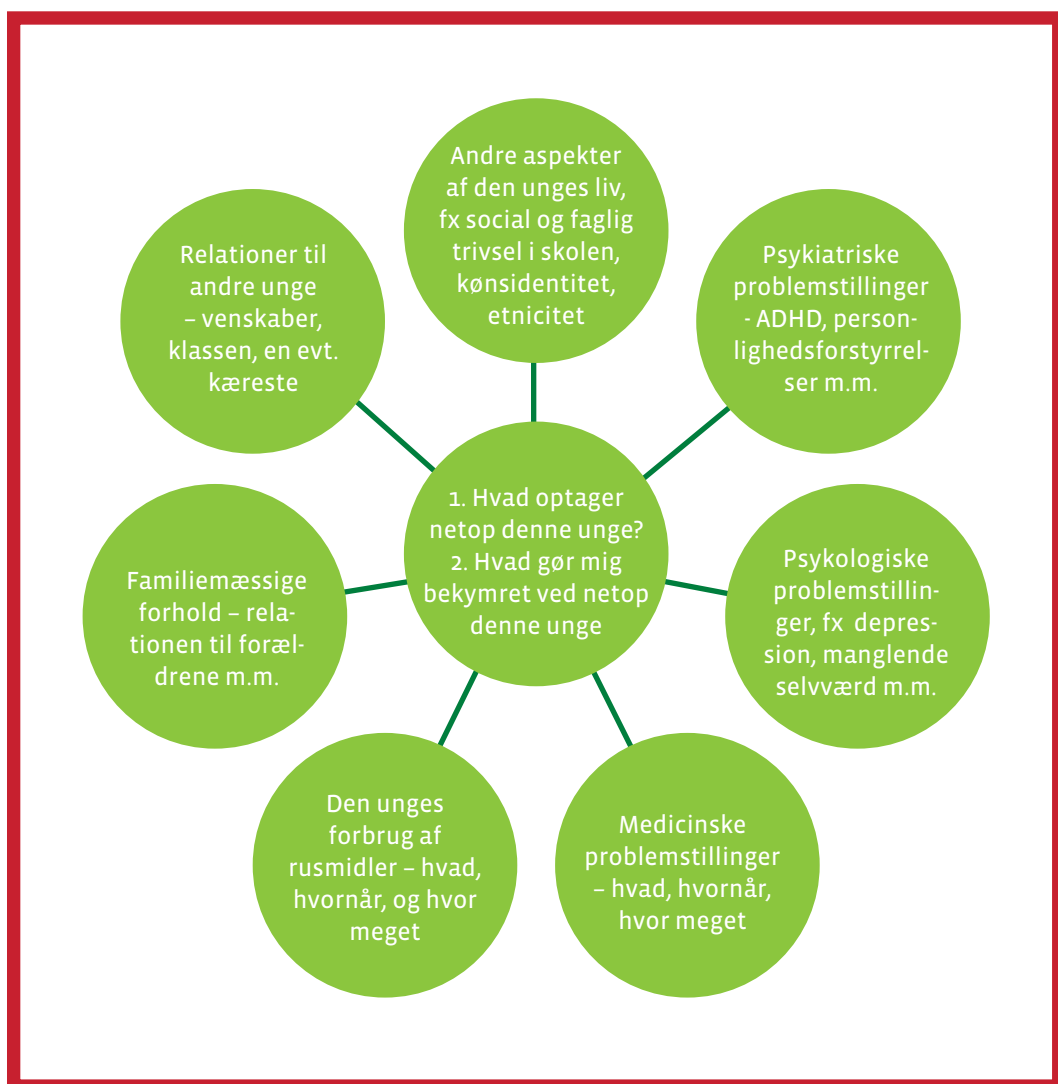 Andre aspekter
af den unges liv,
fx social og faglig
trivsel i skolen,
kønsidentitet,
etnicitet
Relationer til
andre unge
– venskaber,
klassen, en evt.
kæreste
Psykiatriske
problemstillinger
- ADHD, person-
lighedsforstyrrel-
ser m.m.
1. Hvad optager
netop denne unge?
2. Hvad gør mig
bekymret ved netop
denne unge
Familiemæssige
forhold – rela-
tionen til foræl-
drene m.m.
Psykologiske
problemstillin-
ger, fx depres-
sion, manglende
selvværd m.m.
Den unges
forbrug af
rusmidler – hvad,
hvornår, og hvor
meget
Medicinske
problemstillinger
– hvad, hvornår,
hvor meget